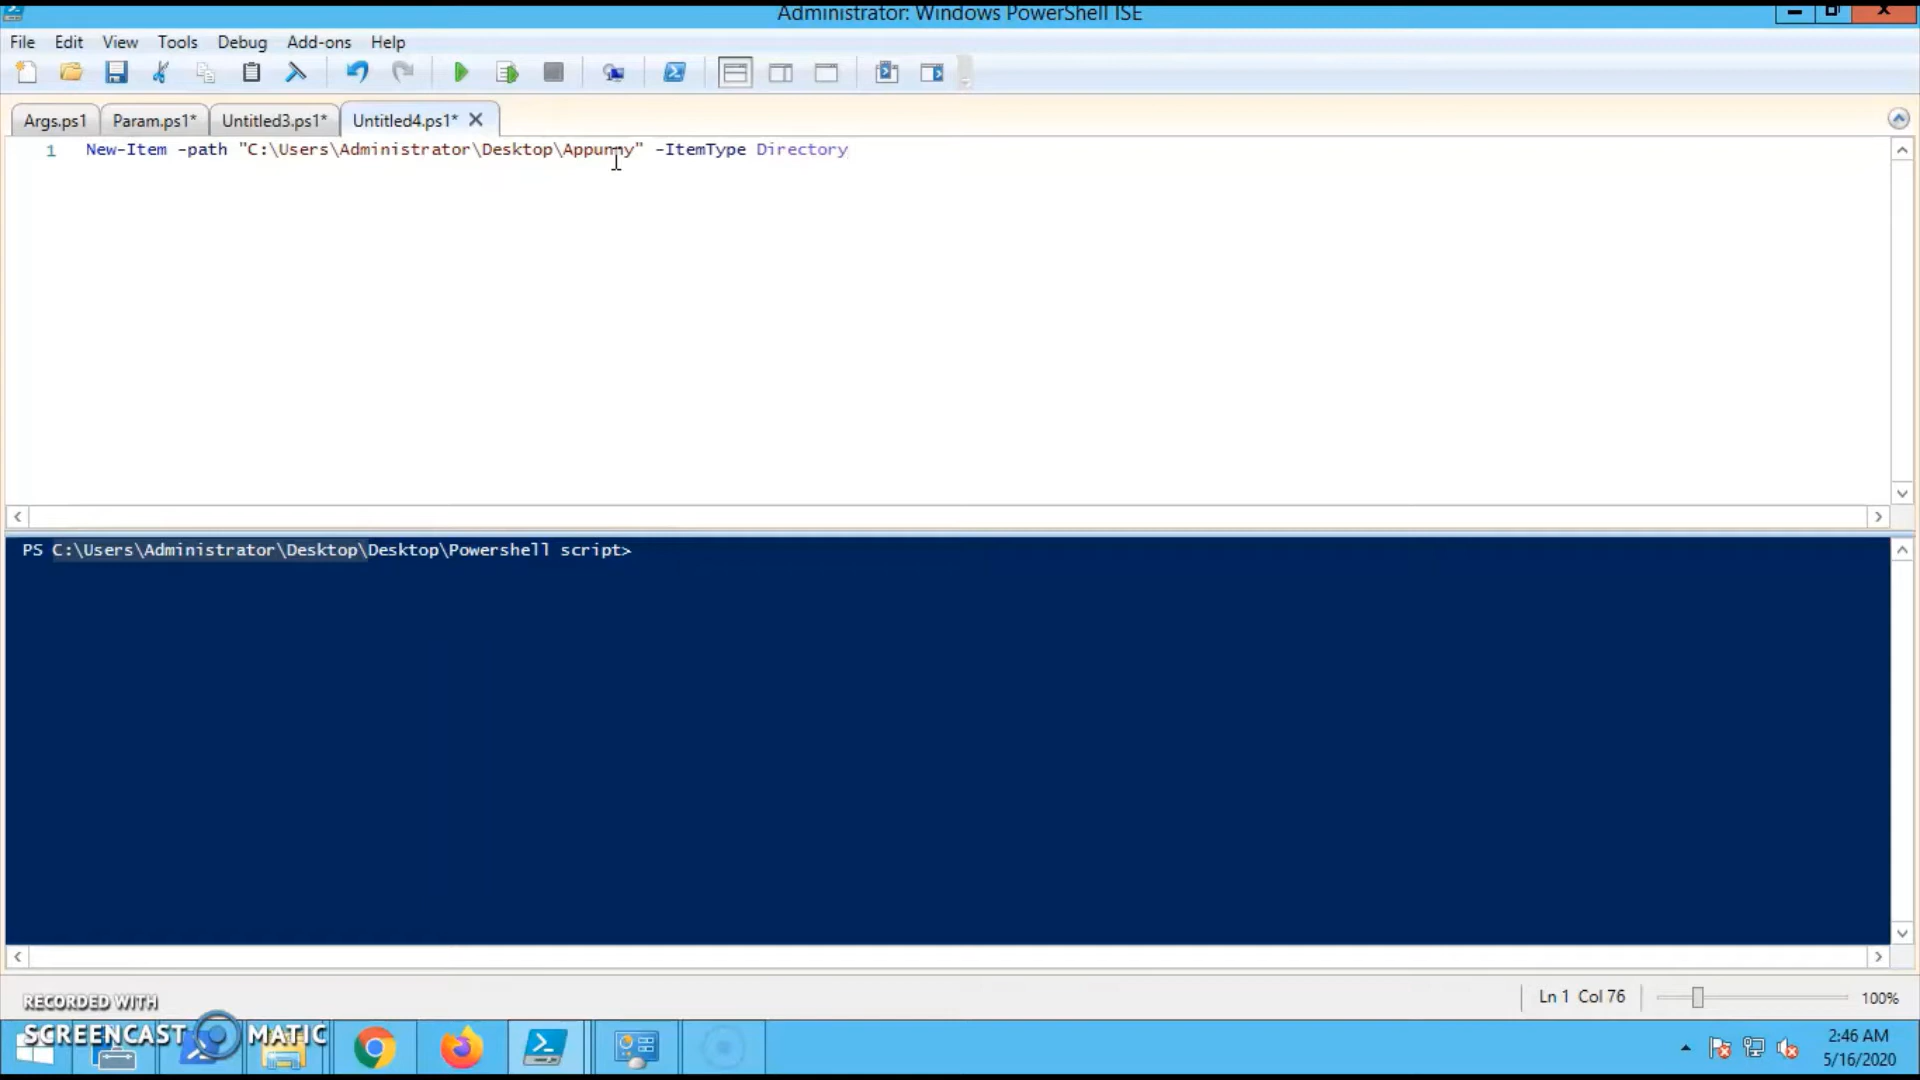 Administrator: Windows PowerShell ISE
File Edit View Tools Debug Add-ons Help
Args.ps1 Param.ps1* Untitled3.ps1* Untitled4.ps1*
1 New-Item -path "C:\Users\Administrator\Desktop\Appunny" -ItemType Directory
PS C:\Users\Administrator\Desktop\Desktop\Powershell script>
Ln 1 Col 76 100%
RECORDED WITH
SCREENCAST MATIC
2:46 AM
5/16/2020